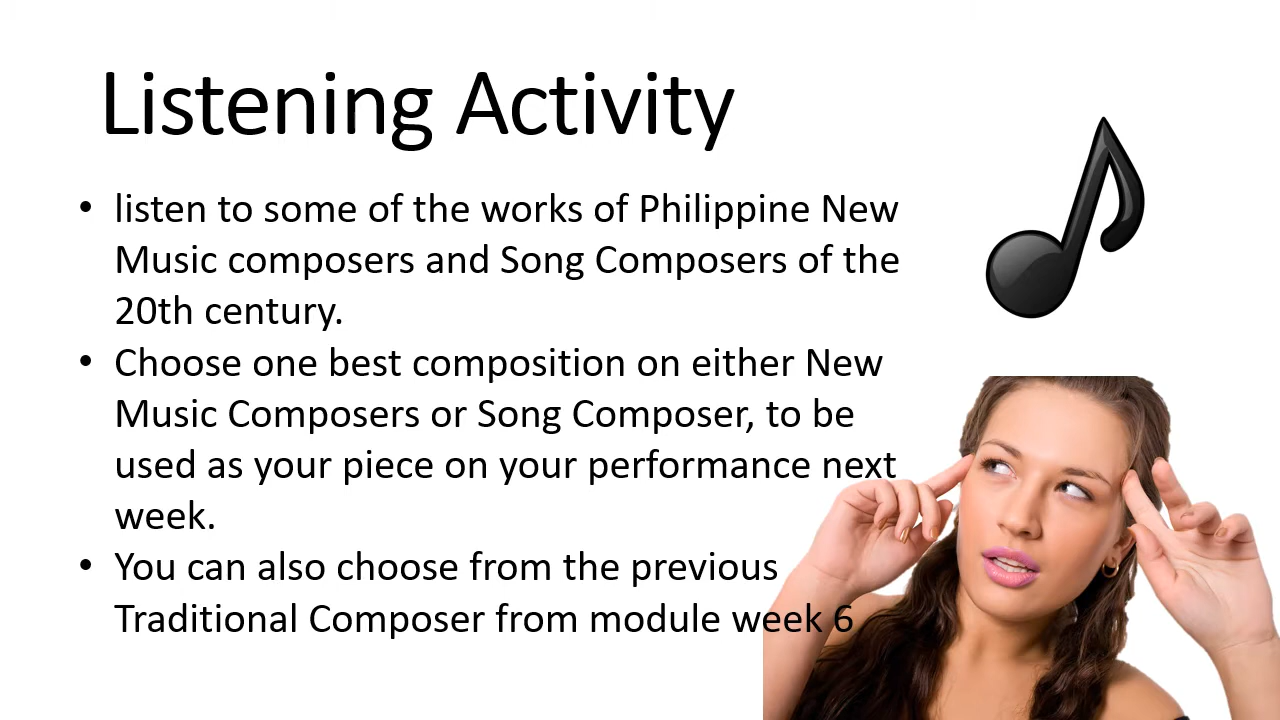 Listening Activity
• listen to some of the works of Philippine New
Music composers and Song Composers of the
20th century.
• Choose one best composition on either New
Music Composers or Song Composer, to be
used as your piece on your performance next
week.
• You can also choose from the previous
Traditional Composer from module week 6